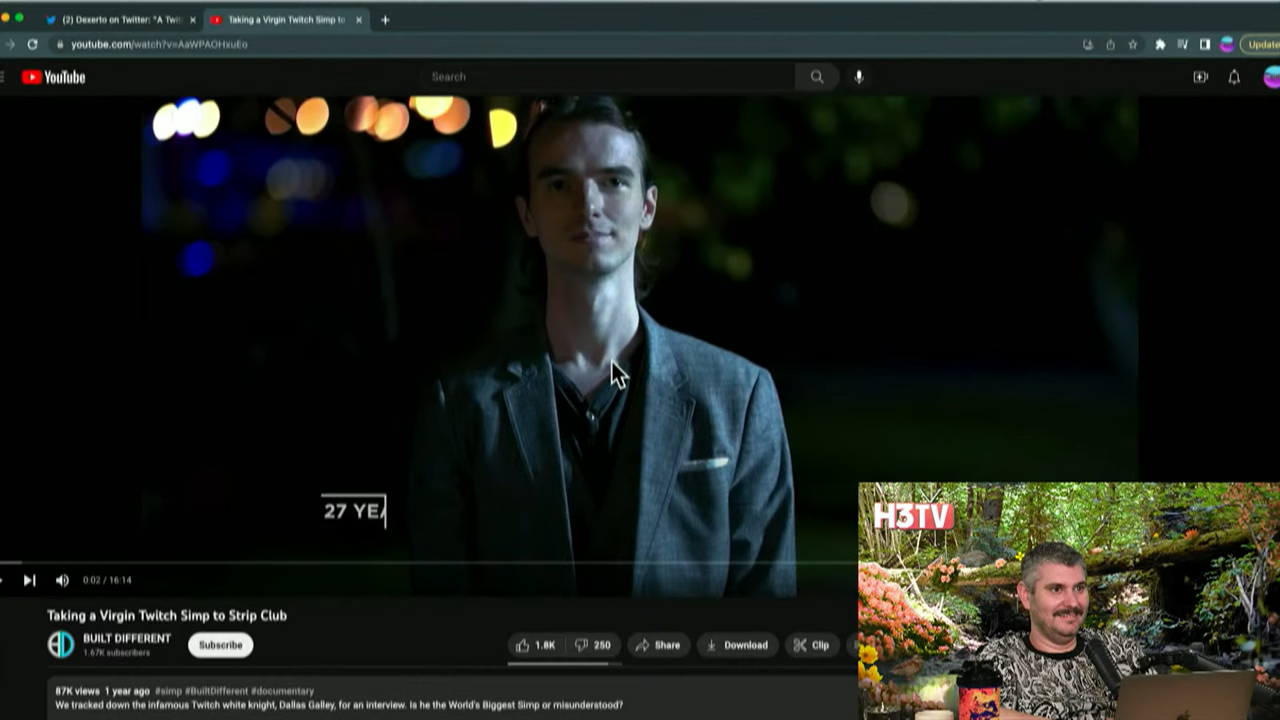 (2) Dexerto on Twitter: "A Twit
Taking a Virgin Twitch Simp to
youtube.com/watch?v=AaWPAOHxuEo
Update
YouTube
Search
27 YEA
0:02 / 16:14
Taking a Virgin Twitch Simp to Strip Club
BUILT DIFFERENT
1.67K subscribers
Subscribe
1.8K
250
Share
Download
Clip
87K views 1 year ago #simp #BuiltDifferent #documentary
We tracked down the infamous Twitch white knight, Dallas Galley, for an interview. Is he the World's Biggest Simp or misunderstood?
H3TV